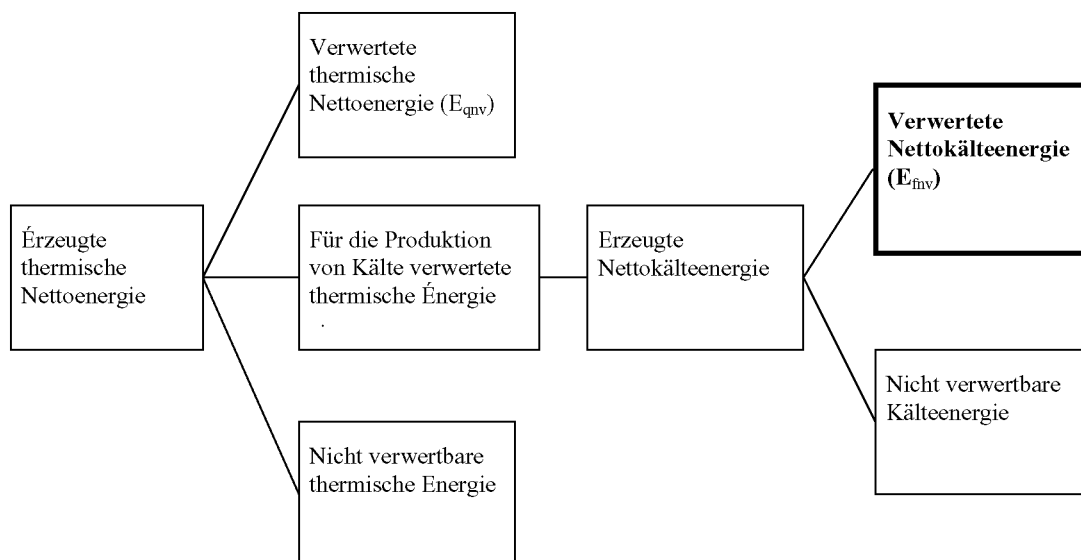 Verwertete
thermische
Nettoenergie (Eqnv)
Verwertete
Nettokälteenergie
(Efnv)
Érzeugte
thermische
Nettoenergie
Für die Produktion
von Kälte verwertete
thermische Énergie
.
Erzeugte
Nettokälteenergie
Nicht verwertbare
Kälteenergie
Nicht verwertbare
thermische Energie